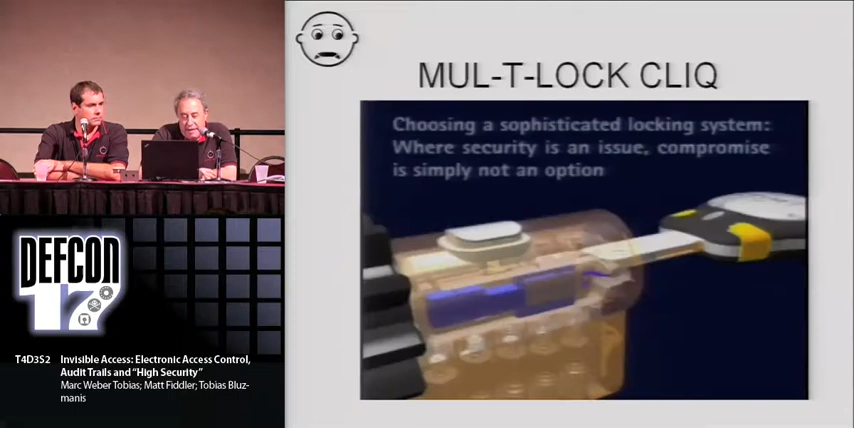 MUL-T-LOCK CLIQ
Choosing a sophisticated locking system:
Where security is an issue, compromise
is simply not an option
DEFCON
17
T4D3S2 Invisible Access: Electronic Access Control,
Audit Trails and “High Security”
Marc Weber Tobias; Matt Fiddler; Tobias Bluz-
manis